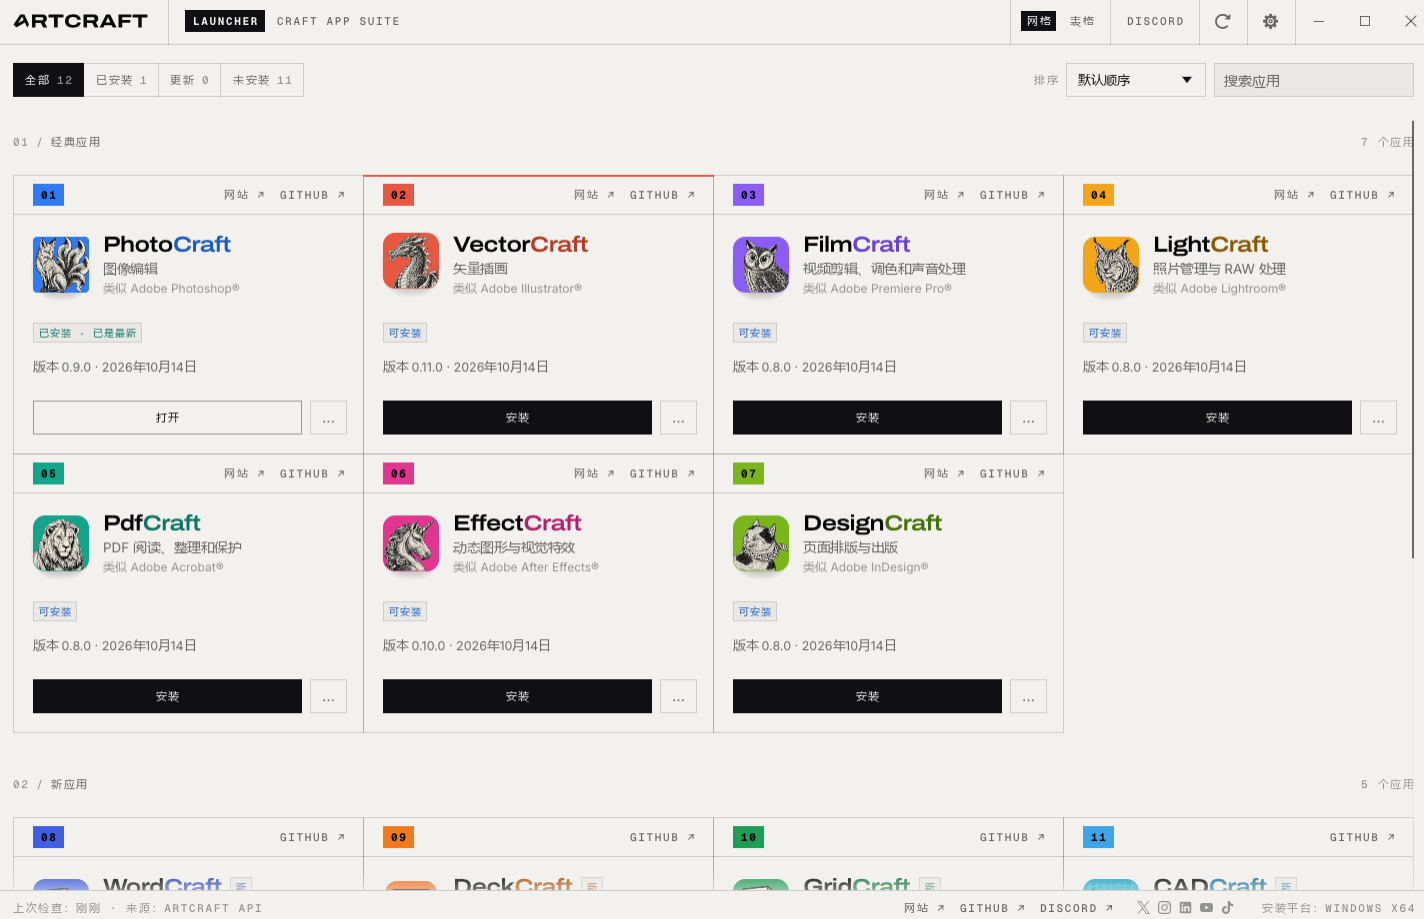 ARTCRAFT LAUNCHER CRAFT APP SUITE 网格 表格 DISCORD
全部 12 已安装 1 更新 0 未安装 11 排序 默认顺序 搜索应用
01 / 经典应用 7 个应用
01 网站 ↗ GITHUB ↗ 02 网站 ↗ GITHUB ↗ 03 网站 ↗ GITHUB ↗ 04 网站 ↗ GITHUB ↗
PhotoCraft VectorCraft FilmCraft LightCraft
图像编辑 矢量插画 视频剪辑、调色和声音处理 照片管理与 RAW 处理
类似 Adobe Photoshop® 类似 Adobe Illustrator® 类似 Adobe Premiere Pro® 类似 Adobe Lightroom®
已安装 · 已是最新 可安装 可安装 可安装
版本 0.9.0 · 2026年10月14日 版本 0.11.0 · 2026年10月14日 版本 0.8.0 · 2026年10月14日 版本 0.8.0 · 2026年10月14日
打开 ... 安装 ... 安装 ... 安装 ...
05 网站 ↗ GITHUB ↗ 06 网站 ↗ GITHUB ↗ 07 网站 ↗ GITHUB ↗
PdfCraft EffectCraft DesignCraft
PDF 阅读、整理和保护 动态图形与视觉特效 页面排版与出版
类似 Adobe Acrobat® 类似 Adobe After Effects® 类似 Adobe InDesign®
可安装 可安装 可安装
版本 0.8.0 · 2026年10月14日 版本 0.10.0 · 2026年10月14日 版本 0.8.0 · 2026年10月14日
安装 ... 安装 ... 安装 ...
02 / 新应用 5 个应用
08 GITHUB ↗ 09 GITHUB ↗ 10 GITHUB ↗ 11 GITHUB ↗
WordCraft 新 DeckCraft 新 GridCraft 新 CADCraft 新
上次检查: 刚刚 · 来源: ARTCRAFT API 网站 ↗ GITHUB ↗ DISCORD ↗ 安装平台: WINDOWS X64